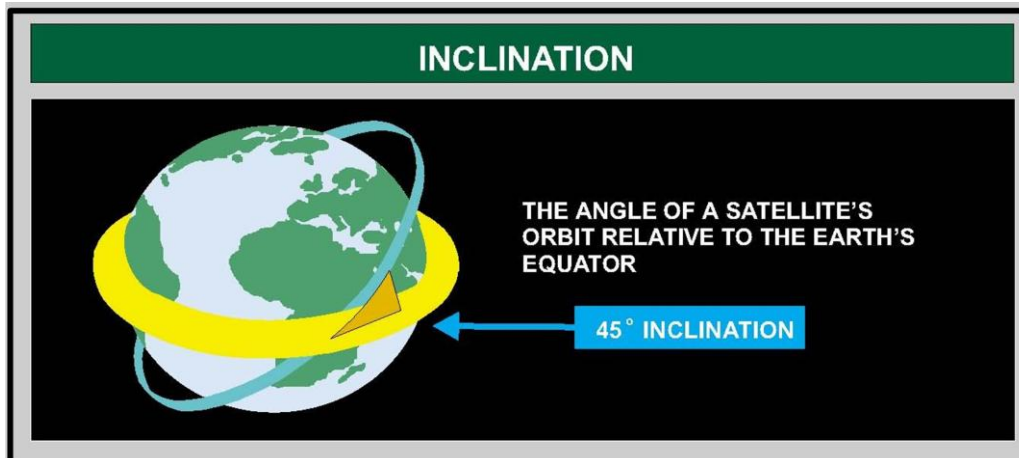 INCLINATION
THE ANGLE OF A SATELLITE'S
ORBIT RELATIVE TO THE EARTH'S
EQUATOR
45° INCLINATION